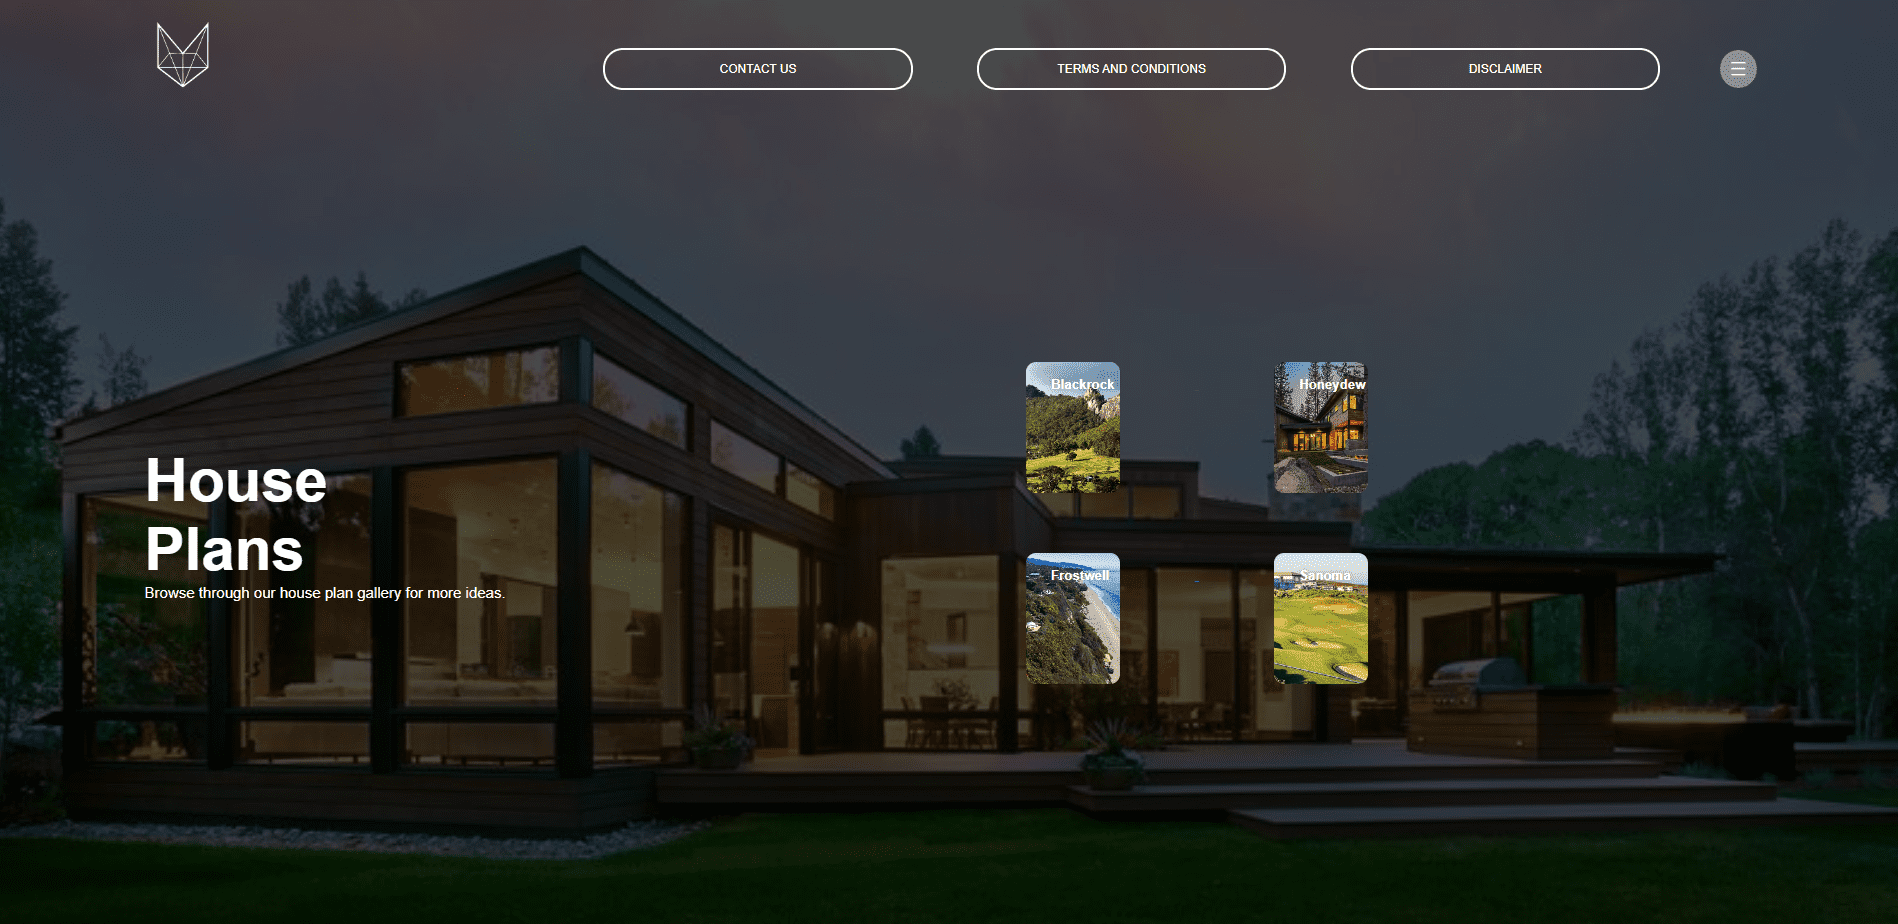 CONTACT US
TERMS AND CONDITIONS
DISCLAIMER
Blackrock
Honeydew
House
Plans
Browse through our house plan gallery for more ideas.
Frostwell
Sanoma